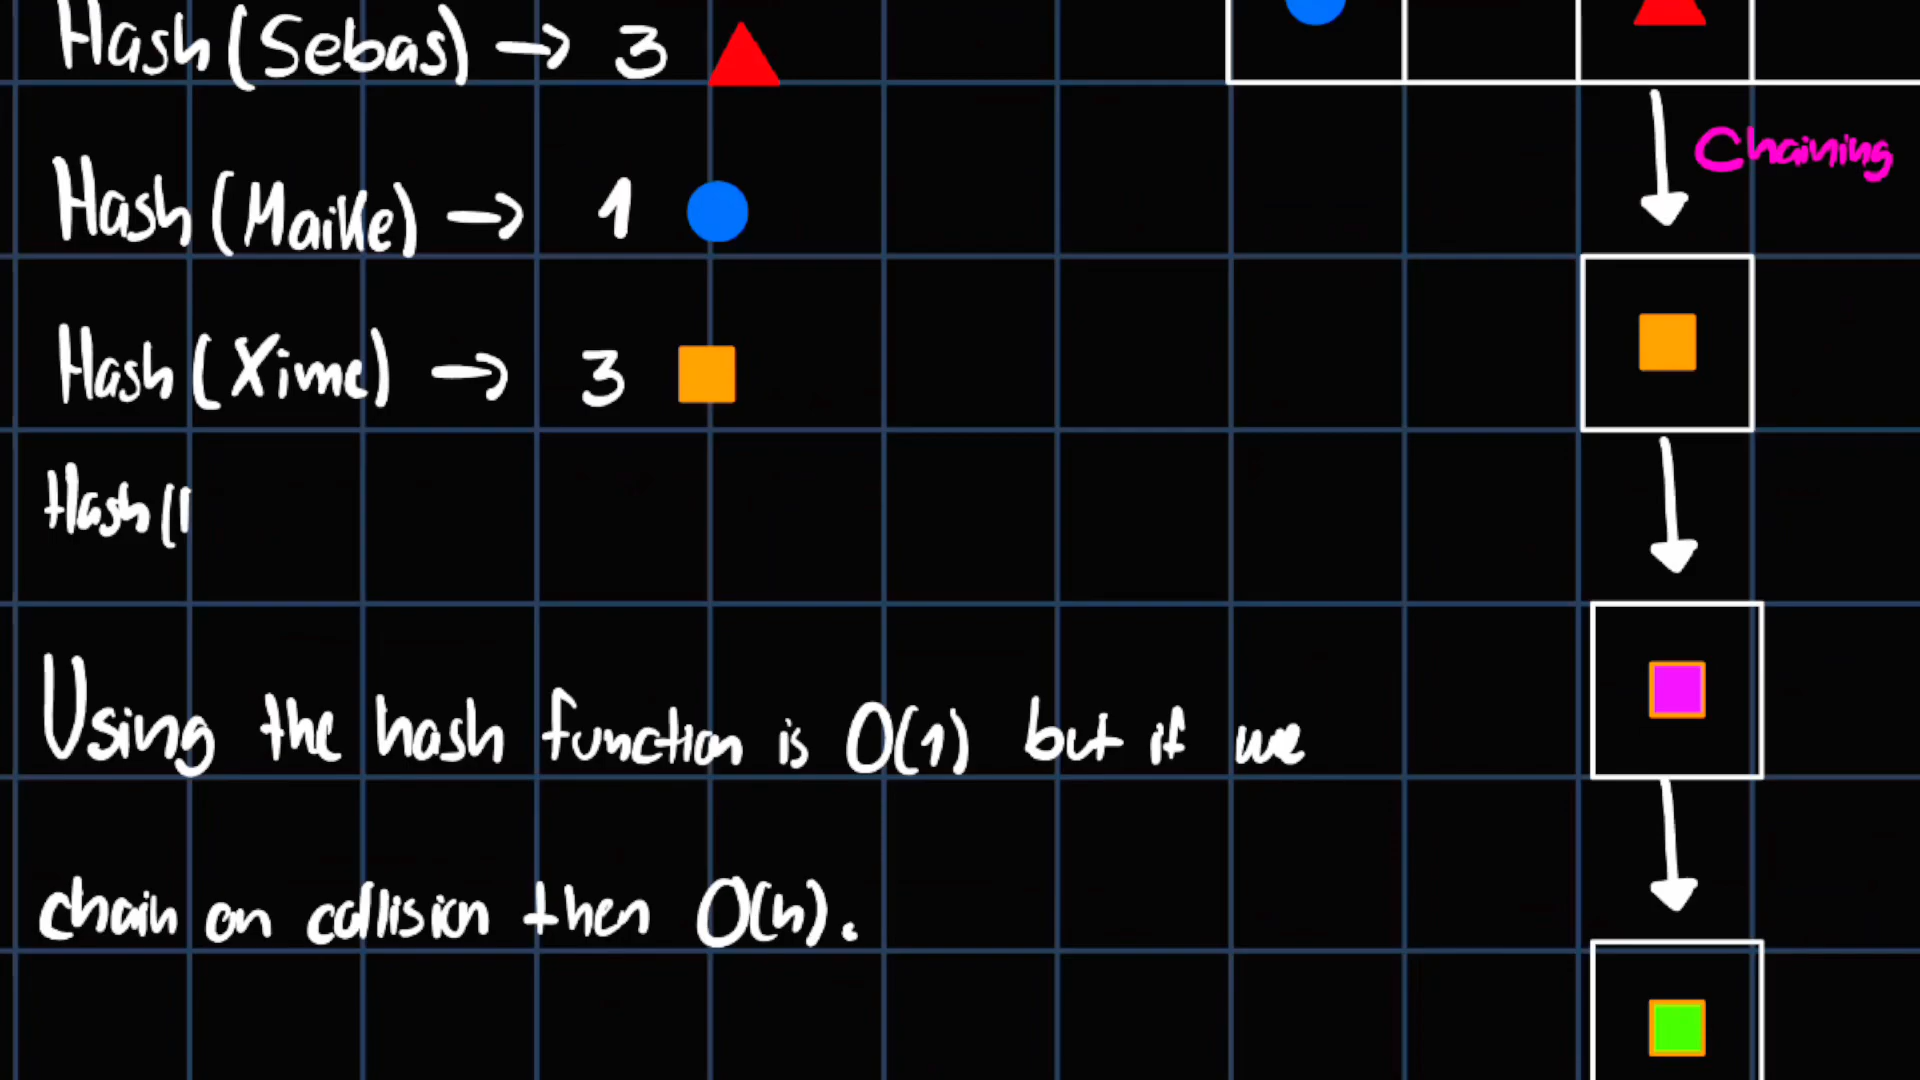 Hash (Sebas) → 3
Chaining
Hash (Maike) → 1
Hash (Xime) → 3
Hash (
Using the hash function is O(1) but if we
chain on collision then O(n).